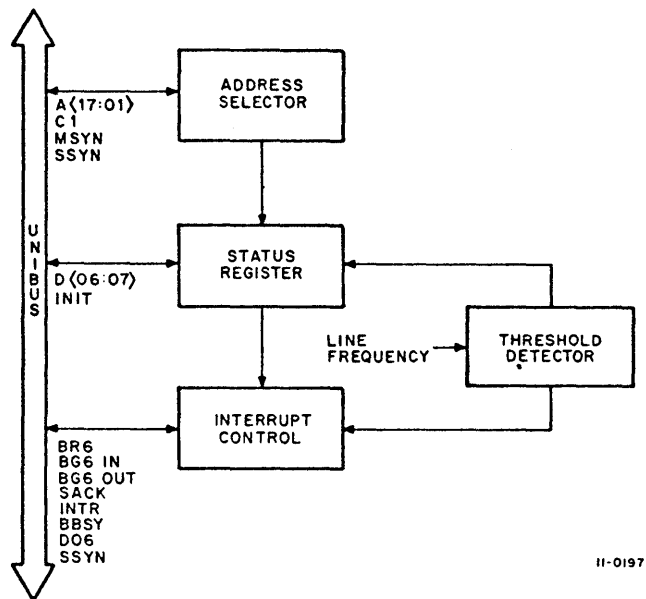 ADDRESS
SELECTOR
A⟨17:01⟩
C1
MSYN
SSYN
UNIBUS
STATUS
REGISTER
D⟨06:07⟩
INIT
LINE
FREQUENCY
THRESHOLD
DETECTOR
INTERRUPT
CONTROL
BR6
BG6 IN
BG6 OUT
SACK
INTR
BBSY
D06
SSYN
11-0197